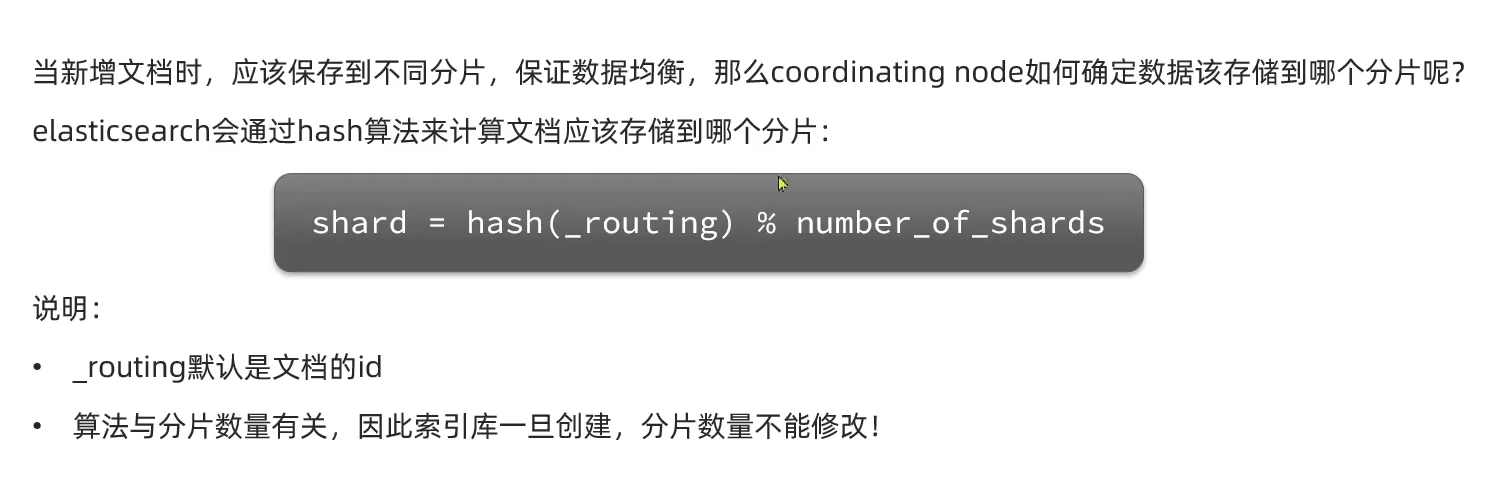 当新增文档时，应该保存到不同分片，保证数据均衡，那么coordinating node如何确定数据该存储到哪个分片呢？
elasticsearch会通过hash算法来计算文档应该存储到哪个分片：
shard = hash(_routing) % number_of_shards
说明：
• _routing默认是文档的id
• 算法与分片数量有关，因此索引库一旦创建，分片数量不能修改！